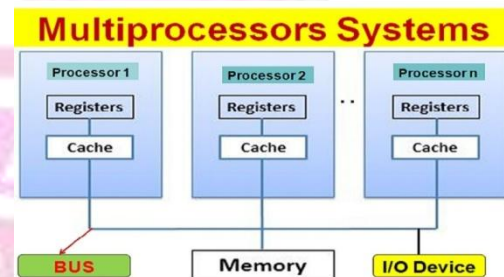 Multiprocessors Systems
Processor 1
Processor 2
Processor n
Registers
Registers
. .
Registers
Cache
Cache
Cache
BUS
Memory
I/O Device